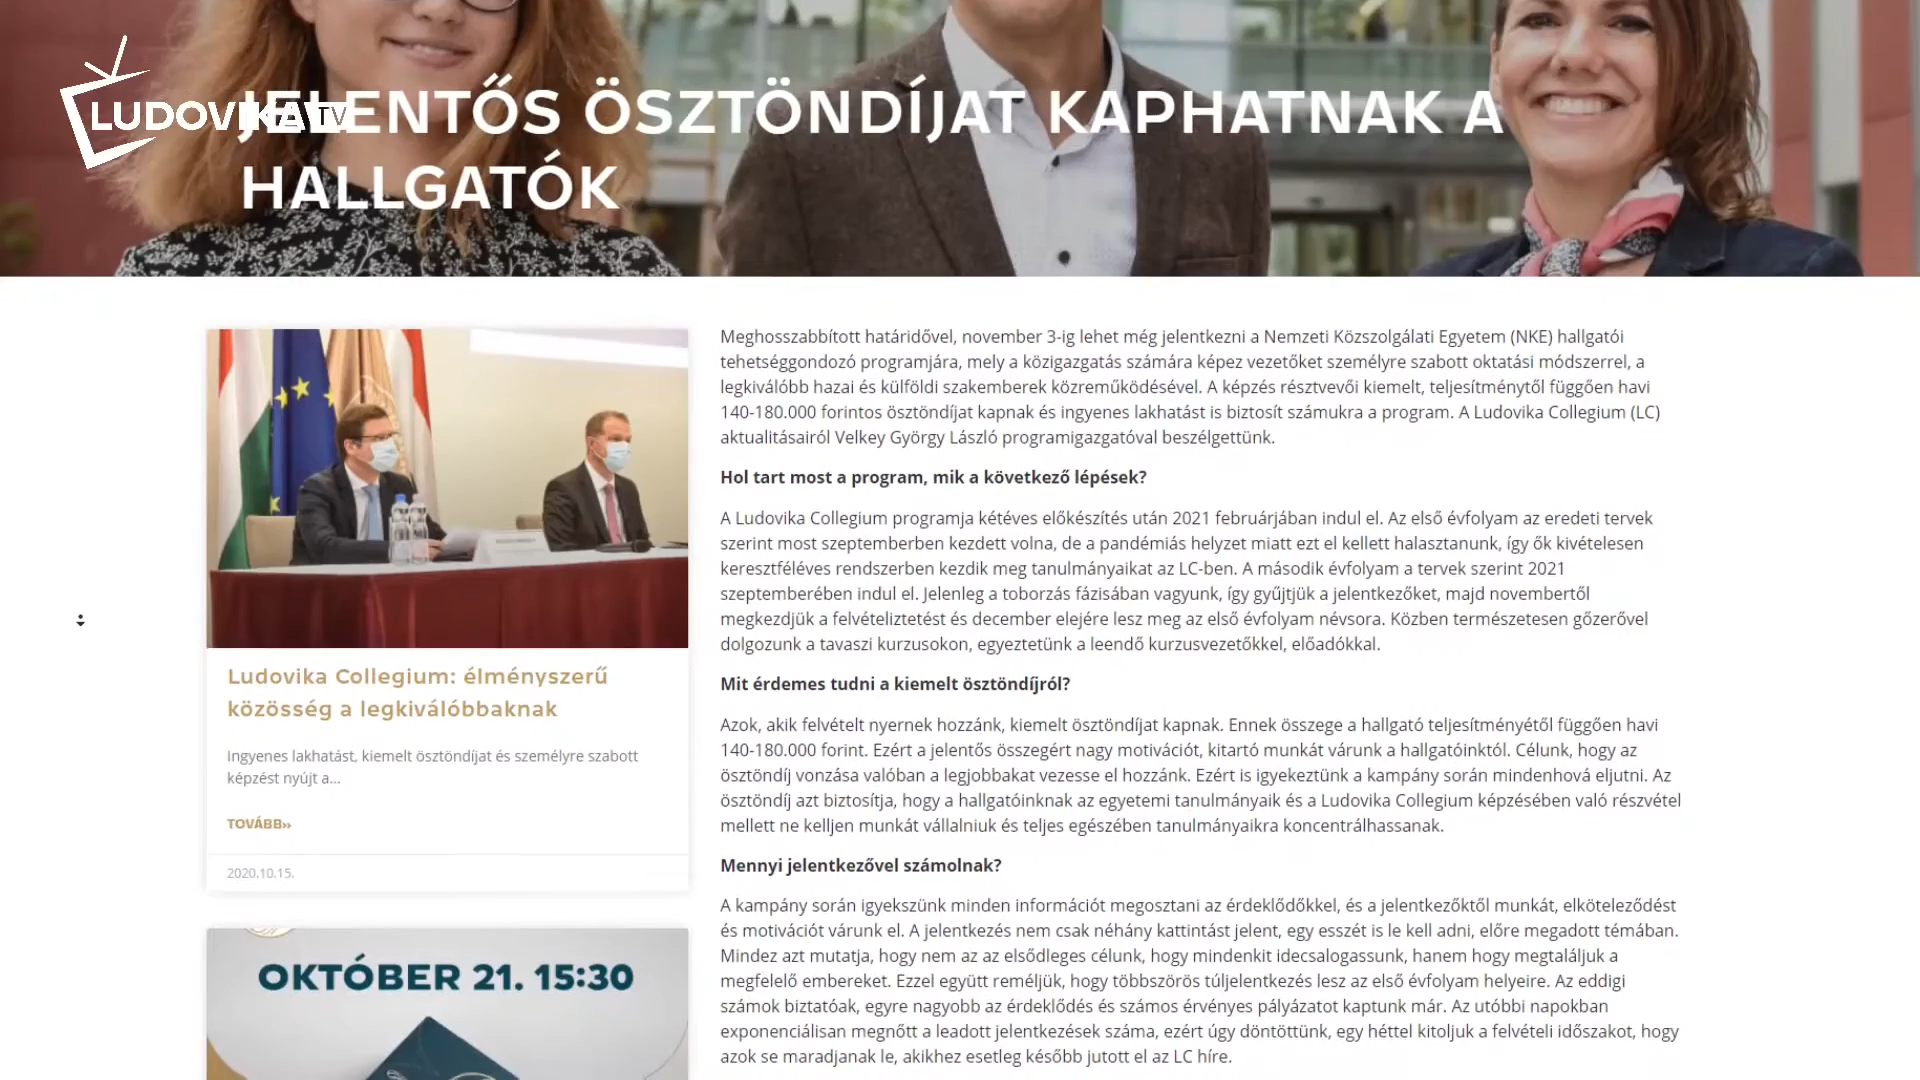 LUDOVIKA TV
JELENTŐS ÖSZTÖNDÍJAT KAPHATNAK A
HALLGATÓK
Ludovika Collegium: élményszerű
közösség a legkiválóbbaknak
Ingyenes lakhatást, kiemelt ösztöndíjat és személyre szabott
képzést nyújt a...
TOVÁBB»
2020.10.15.
OKTÓBER 21. 15:30
Meghosszabbított határidővel, november 3-ig lehet még jelentkezni a Nemzeti Közszolgálati Egyetem (NKE) hallgatói
tehetséggondozó programjára, mely a közigazgatás számára képez vezetőket személyre szabott oktatási módszerrel, a
legkiválóbb hazai és külföldi szakemberek közreműködésével. A képzés résztvevői kiemelt, teljesítménytől függően havi
140-180.000 forintos ösztöndíjat kapnak és ingyenes lakhatást is biztosít számukra a program. A Ludovika Collegium (LC)
aktualitásairól Velkey György László programigazgatóval beszélgettünk.
Hol tart most a program, mik a következő lépések?
A Ludovika Collegium programja kétéves előkészítés után 2021 februárjában indul el. Az első évfolyam az eredeti tervek
szerint most szeptemberben kezdett volna, de a pandémiás helyzet miatt ezt el kellett halasztanunk, így ők kivételesen
keresztféléves rendszerben kezdik meg tanulmányaikat az LC-ben. A második évfolyam a tervek szerint 2021
szeptemberében indul el. Jelenleg a toborzás fázisában vagyunk, így gyűjtjük a jelentkezőket, majd novembertől
megkezdjük a felvételiztetést és december elejére lesz meg az első évfolyam névsora. Közben természetesen gőzerővel
dolgozunk a tavaszi kurzusokon, egyeztetünk a leendő kurzusvezetőkkel, előadókkal.
Mit érdemes tudni a kiemelt ösztöndíjról?
Azok, akik felvételt nyernek hozzánk, kiemelt ösztöndíjat kapnak. Ennek összege a hallgató teljesítményétől függően havi
140-180.000 forint. Ezért a jelentős összegért nagy motivációt, kitartó munkát várunk a hallgatóinktól. Célunk, hogy az
ösztöndíj vonzása valóban a legjobbakat vezesse el hozzánk. Ezért is igyekeztünk a kampány során mindenhová eljutni. Az
ösztöndíj azt biztosítja, hogy a hallgatóinknak az egyetemi tanulmányaik és a Ludovika Collegium képzésében való részvétel
mellett ne kelljen munkát vállalniuk és teljes egészében tanulmányaikra koncentrálhassanak.
Mennyi jelentkezővel számolnak?
A kampány során igyekszünk minden információt megosztani az érdeklődőkkel, és a jelentkezőktől munkát, elköteleződést
és motivációt várunk el. A jelentkezés nem csak néhány kattintást jelent, egy esszét is le kell adni, előre megadott témában.
Mindez azt mutatja, hogy nem az az elsődleges célunk, hogy mindenkit idecsalogassunk, hanem hogy megtaláljuk a
megfelelő embereket. Ezzel együtt reméljük, hogy többszörös túljelentkezés lesz az első évfolyam helyeire. Az eddigi
számok biztatóak, egyre nagyobb az érdeklődés és számos érvényes pályázatot kaptunk már. Az utóbbi napokban
exponenciálisan megnőtt a leadott jelentkezések száma, ezért úgy döntöttünk, egy héttel kitoljuk a felvételi időszakot, hogy
azok se maradjanak le, akikhez esetleg később jutott el az LC híre.